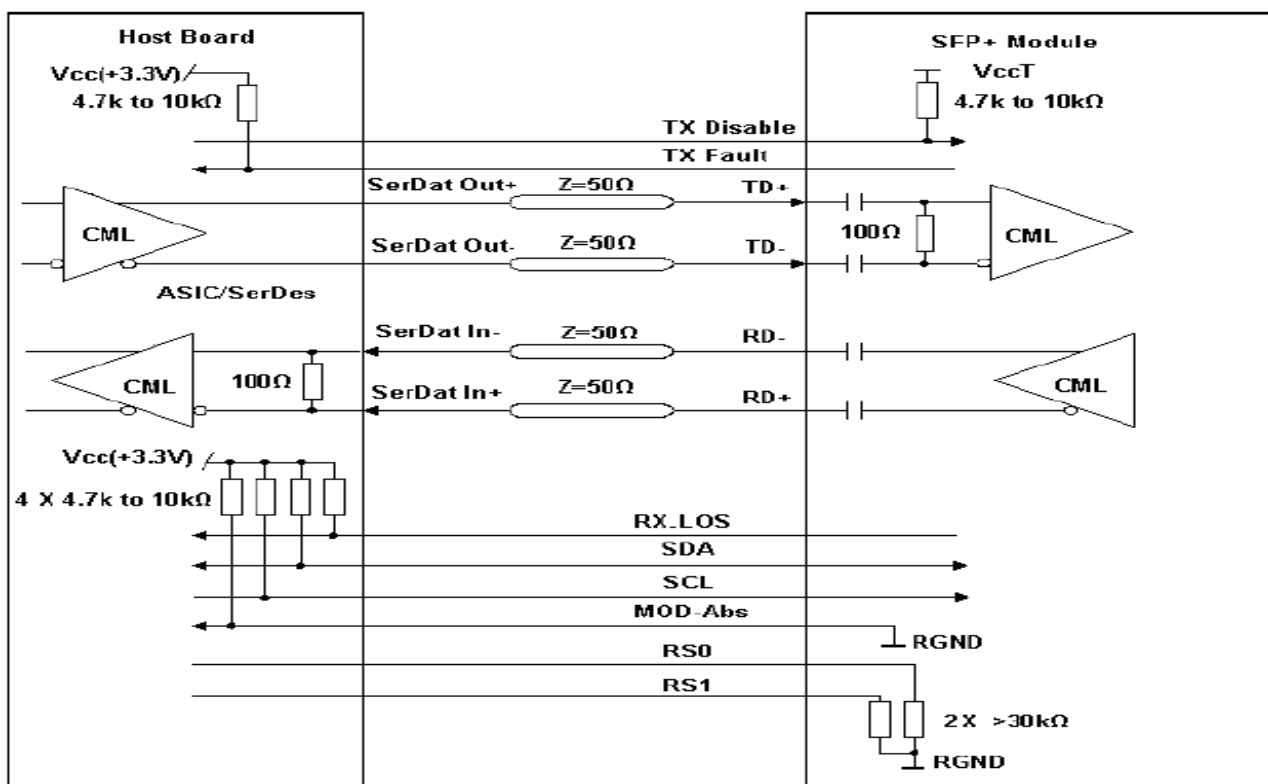 Host Board
SFP+ Module
Vcc(+3.3V)
4.7k to 10kΩ
VccT
4.7k to 10kΩ
TX Disable
TX Fault
SerDat Out+
Z=50Ω
TD+
CML
100Ω
CML
SerDat Out-
Z=50Ω
TD-
ASIC/SerDes
SerDat In-
Z=50Ω
RD-
CML
100Ω
CML
SerDat In+
Z=50Ω
RD+
Vcc(+3.3V)
4 X 4.7k to 10kΩ
RX_LOS
SDA
SCL
MOD-Abs
RGND
RS0
RS1
2X >30kΩ
RGND